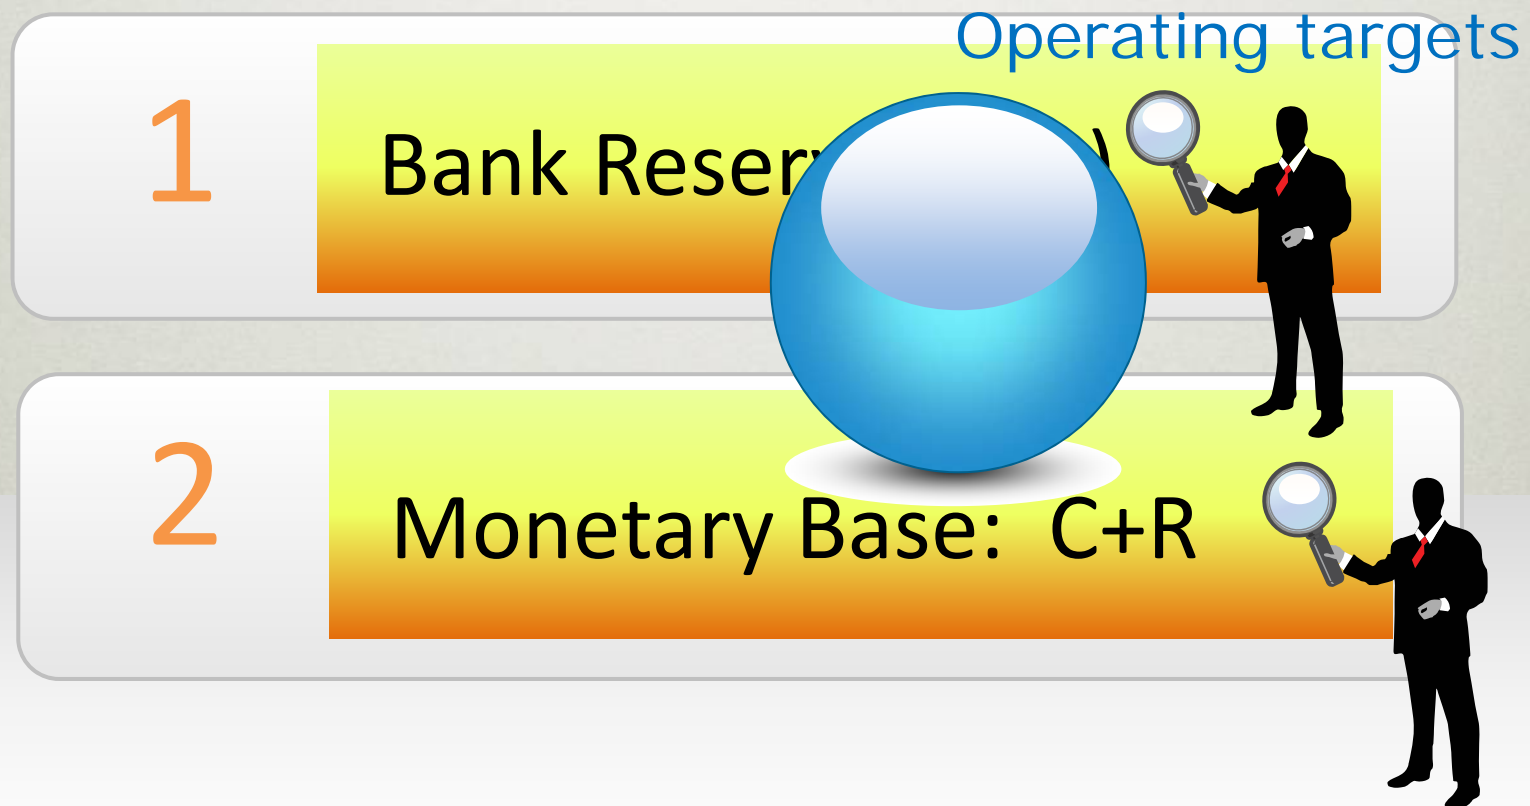 Operating targets
1
Bank Reser )
2
Monetary Base: C+R